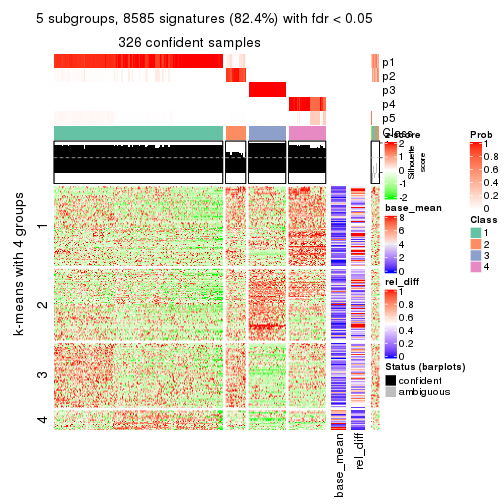 5 subgroups, 8585 signatures (82.4%) with fdr < 0.05
326 confident samples
p1
p2
p3
p4
p5
Class
Silhouette
score
k-means with 4 groups
1
2
3
4
base_mean
rel_diff
z-score
2
1
0
-1
-2
base_mean
8
6
4
2
0
rel_diff
1
0.8
0.6
0.4
0.2
0
Status (barplots)
confident
ambiguous
Prob
1
0.8
0.6
0.4
0.2
0
Class
1
2
3
4